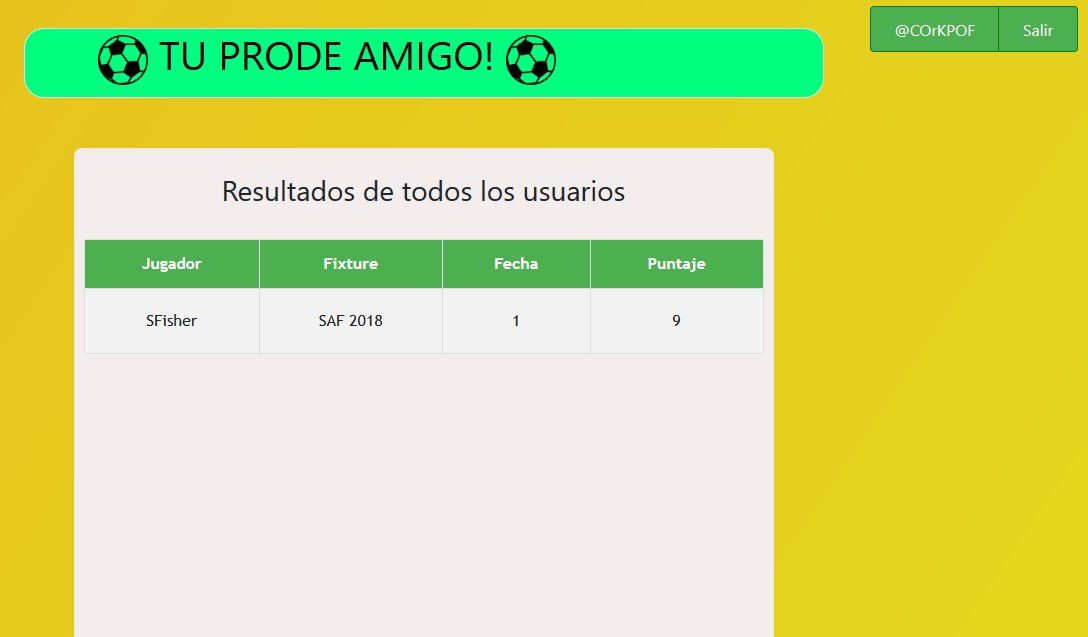 @COrKPOF Salir
TU PRODE AMIGO!
Resultados de todos los usuarios
Jugador Fixture Fecha Puntaje
SFisher SAF 2018 1 9